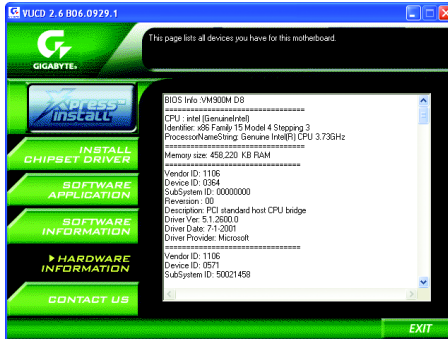 VUCD 2.6 B06.0929.1
GIGABYTE
This page lists all devices you have for this motherboard.
Xpress
Install
INSTALL
CHIPSET DRIVER
SOFTWARE
APPLICATION
SOFTWARE
INFORMATION
HARDWARE
INFORMATION
CONTACT US
BIOS Info :VM900M D8
==============================
CPU : intel (GenuineIntel)
Identifier: x86 Family 15 Model 4 Stepping 3
ProcessorNameString: Genuine Intel(R) CPU 3.73GHz
==============================
Memory size: 458,220 KB RAM
==============================
Vendor ID: 1106
Device ID: 0364
SubSystem ID: 00000000
Reversion : 00
Description: PCI standard host CPU bridge
Driver Ver: 5.1.2600.0
Driver Date: 7-1-2001
Driver Provider: Microsoft
==============================
Vendor ID: 1106
Device ID: 0571
SubSystem ID: 50021458
EXIT